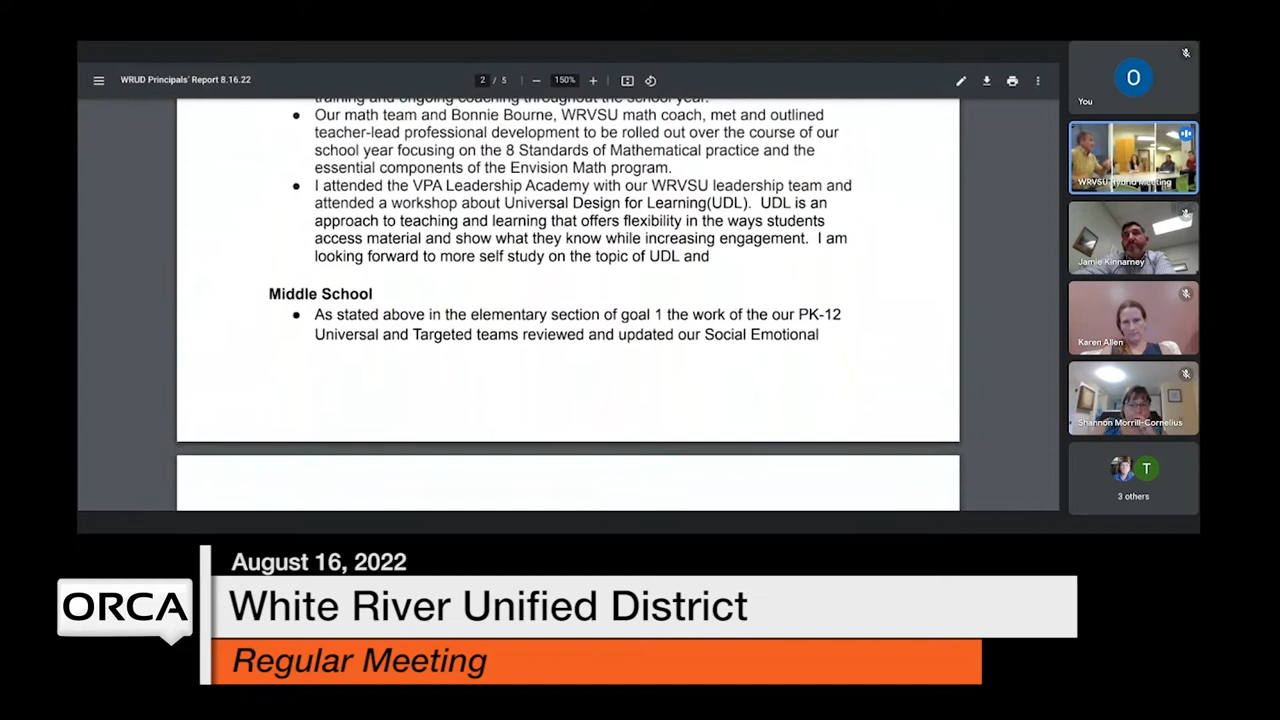 WRUD Principals' Report 8.16.22
2 / 5
150%
training and ongoing coaching throughout the school year.
● Our math team and Bonnie Bourne, WRVSU math coach, met and outlined
teacher-lead professional development to be rolled out over the course of our
school year focusing on the 8 Standards of Mathematical practice and the
essential components of the Envision Math program.
● I attended the VPA Leadership Academy with our WRVSU leadership team and
attended a workshop about Universal Design for Learning(UDL).  UDL is an
approach to teaching and learning that offers flexibility in the ways students
access material and show what they know while increasing engagement.  I am
looking forward to more self study on the topic of UDL and
Middle School
● As stated above in the elementary section of goal 1 the work of the our PK-12
Universal and Targeted teams reviewed and updated our Social Emotional
O
You
WRVSU Hybrid Meeting
Jamie Kinnarney
Karen Allen
Shannon Morrill-Cornelius
T
3 others
August 16, 2022
ORCA
White River Unified District
Regular Meeting